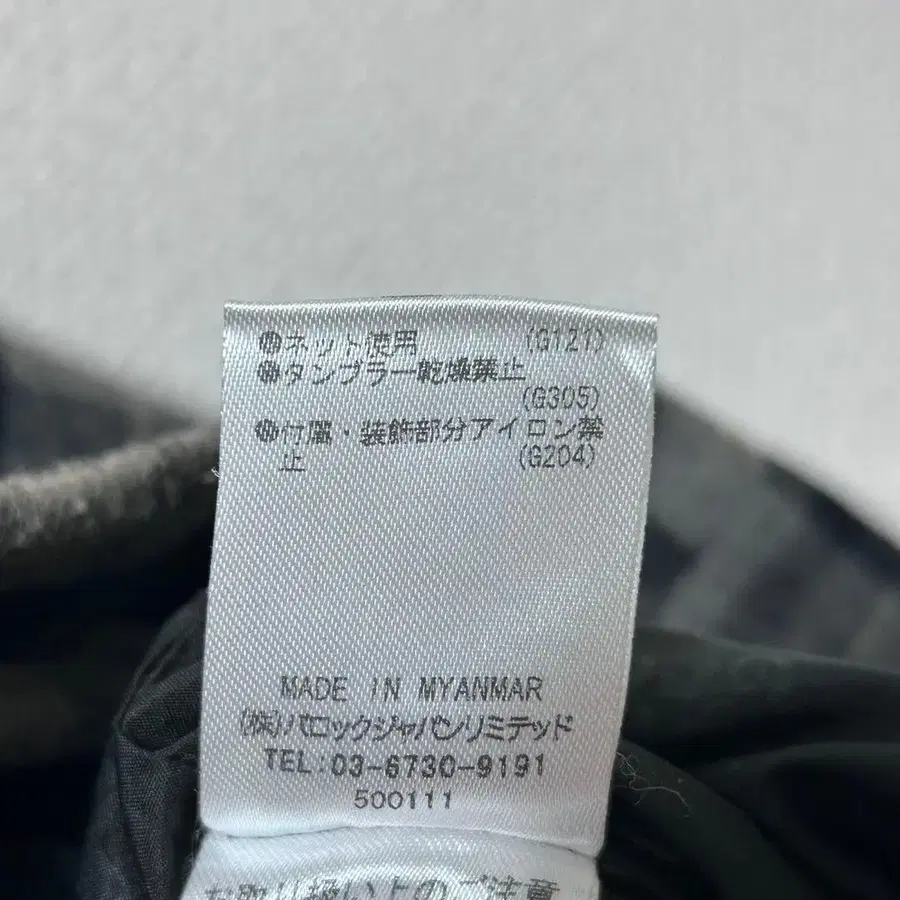 ネット使用 (G121)
タンブラー乾燥禁止
(G305)
付属・装飾部分アイロン禁
止 (G204)
MADE IN MYANMAR
(株)バロックジャパンリミテッド
TEL:03-6730-9191
500111
お取り扱い上のご注意